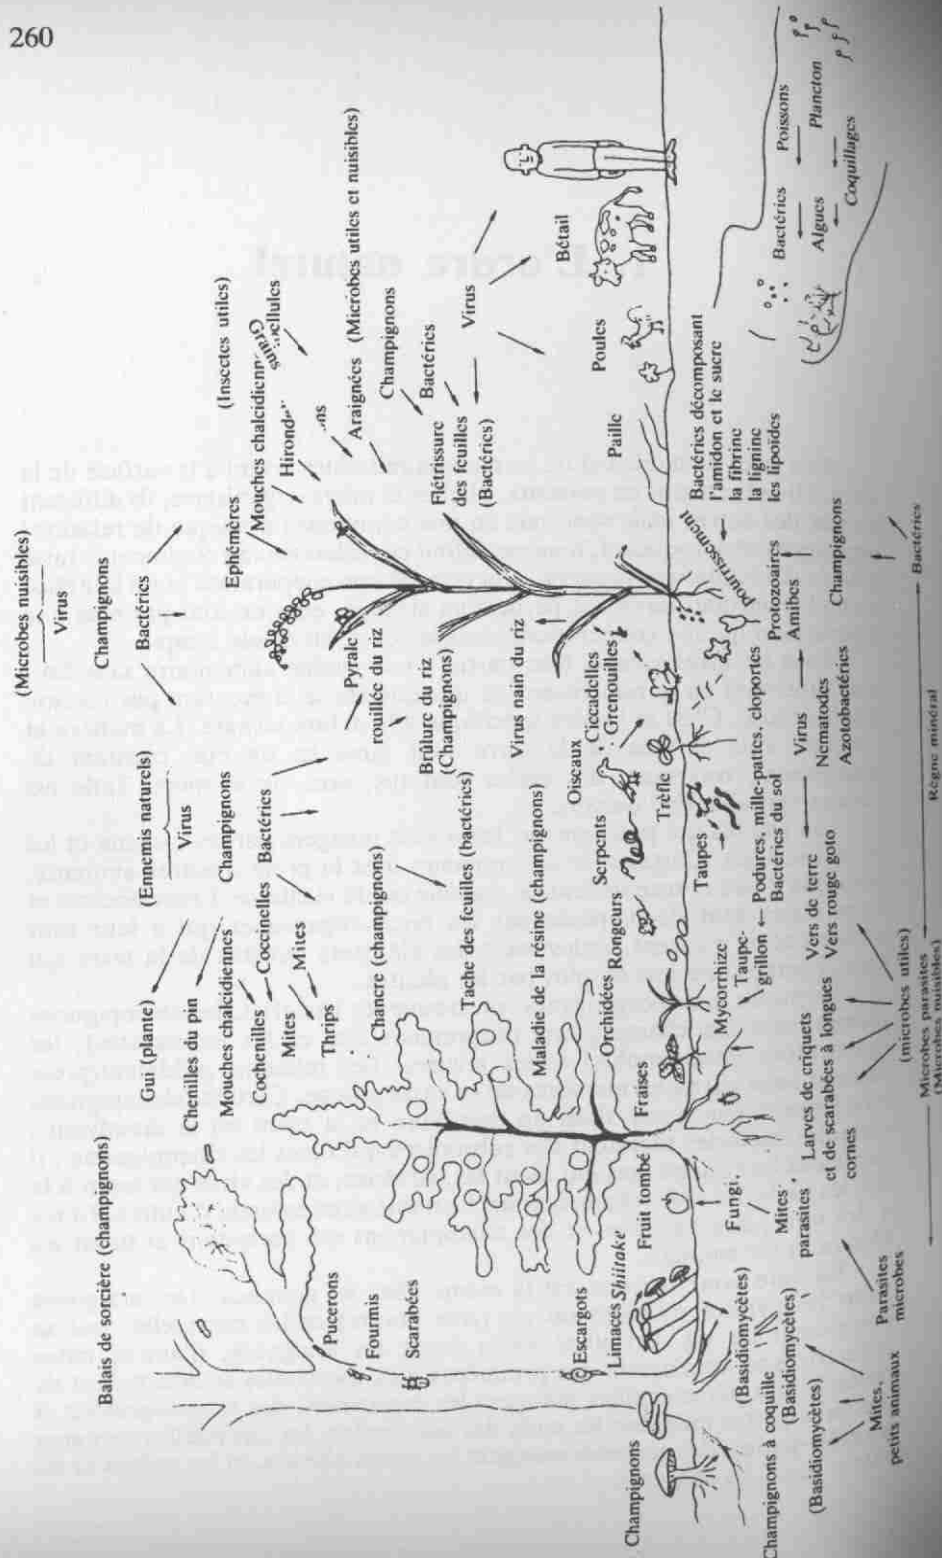 260
(Microbes nuisibles)
Virus
Champignons
Bactéries
(Ennemis naturels)
Virus
Champignons
Bactérie
Gui (plante)
Chenilles du pin
Mouches chalcidiennes
Cochenilles
Coccinelles
Mites
Mites
Thrips
Balais de sorcière (champignons)
Pucerons
Fourmis
Scarabées
Escargots
Limaces
Shiitake
Champignons
Chancre (champignons)
Tache des feuilles (bactéries)
Maladie de la résine (champignons)
(Insectes utiles)
Ephémères
Mouches chalcidiennes
Araignées
(Microbes utiles et nuisibles)
Champignons
Bactéries
Virus
Flétrissure
des feuilles
(Bactéries)
Pyrale
rouillée du riz
Brûlure du riz
(Champignons)
Virus nain du riz
Ciccadelles
Grenouilles
Oiseaux
Serpents
Rongeurs
Orchidées
Fraises
Fruit tombé
Trèfle
Taupes
Paille
Poules
Bétail
Pourrissement
Bactéries décomposant
l'amidon et le sucre
la fibrine
la lignine
les lipoïdes
Bactéries
Poissons
Algues
Plancton
Coquillages
(Basidiomycètes)
Champignons à coquille
(Basidiomycètes)
(Basidiomycètes)
Mites,
petits animaux
Fungi,
Mites
parasites
Parasites
microbes
Mycorrhize
Taupe
grillon
Podures, mille-pattes, cloportes
Bactéries du sol
Larves de criquets
et de scarabées à longues
cornes
Vers de terre
Vers rouge goto
Virus
Nematodes
Azotobactéries
Protozoaires
Amibes
Champignons
Bactéries
(microbes utiles)
Microbes parasites
(Microbes nuisibles)
Règne minéral